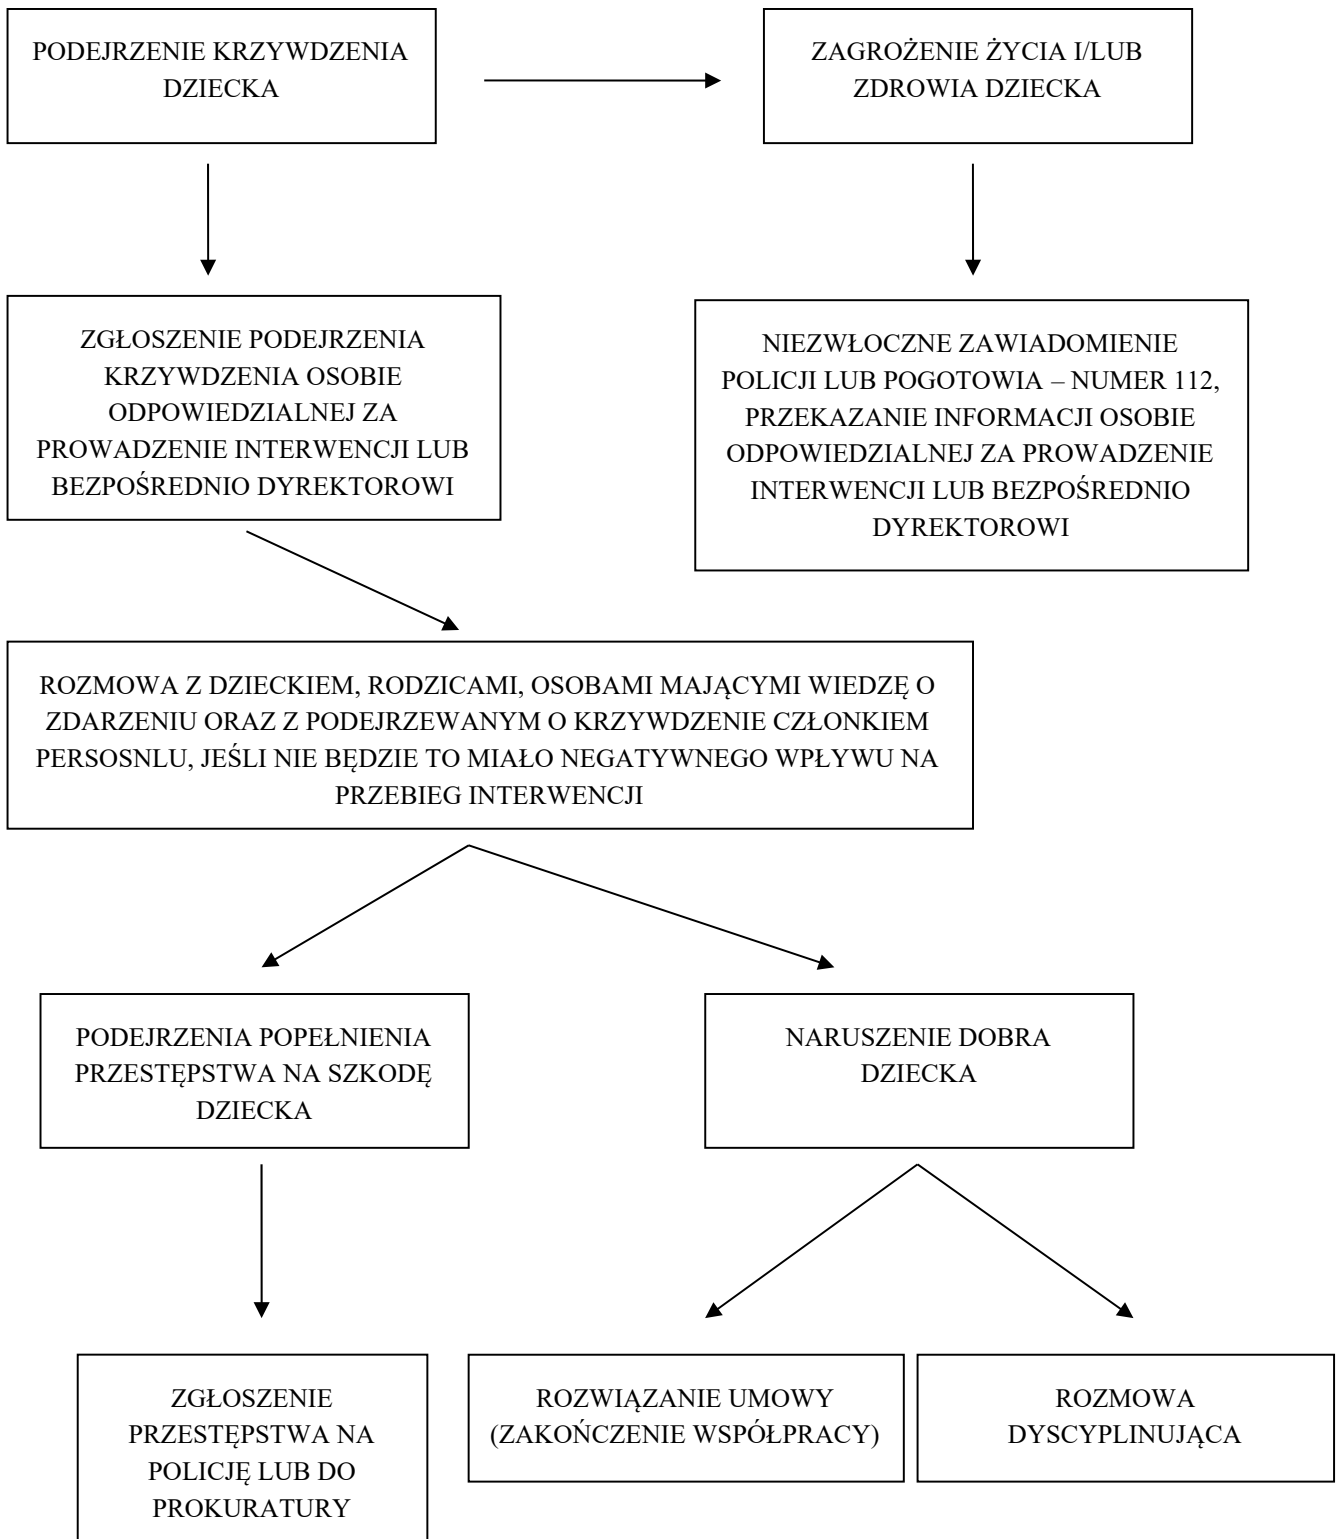 PODEJRZENIE KRZYWDZENIA
DZIECKA
ZAGROŻENIE ŻYCIA I/LUB
ZDROWIA DZIECKA
ZGŁOSZENIE PODEJRZENIA
KRZYWDZENIA OSOBIE
ODPOWIEDZIALNEJ ZA
PROWADZENIE INTERWENCJI LUB
BEZPOŚREDNIO DYREKTOROWI
NIEZWŁOCZNE ZAWIADOMIENIE
POLICJI LUB POGOTOWIA – NUMER 112,
PRZEKAZANIE INFORMACJI OSOBIE
ODPOWIEDZIALNEJ ZA PROWADZENIE
INTERWENCJI LUB BEZPOŚREDNIO
DYREKTOROWI
ROZMOWA Z DZIECKIEM, RODZICAMI, OSOBAMI MAJĄCYMI WIEDZĘ O
ZDARZENIU ORAZ Z PODEJRZEWANYM O KRZYWDZENIE CZŁONKIEM
PERSOSNLU, JEŚLI NIE BĘDZIE TO MIAŁO NEGATYWNEGO WPŁYWU NA
PRZEBIEG INTERWENCJI
PODEJRZENIA POPEŁNIENIA
PRZESTĘPSTWA NA SZKODĘ
DZIECKA
NARUSZENIE DOBRA
DZIECKA
ZGŁOSZENIE
PRZESTĘPSTWA NA
POLICJĘ LUB DO
PROKURATURY
ROZWIĄZANIE UMOWY
(ZAKOŃCZENIE WSPÓŁPRACY)
ROZMOWA
DYSCYPLINUJĄCA